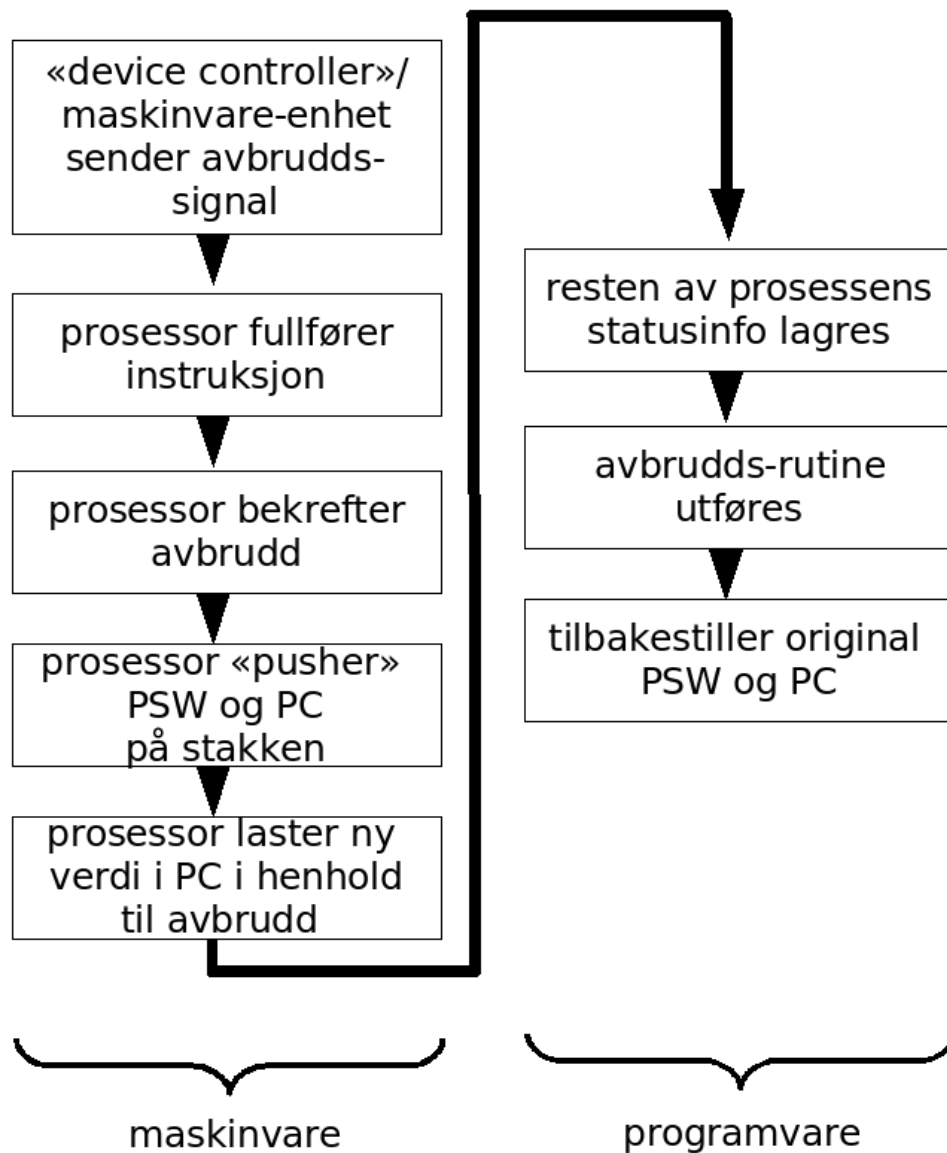 «device controller»/
maskinvare-enhet
sender avbrudds-
signal
prosessor fullfører
instruksjon
prosessor bekrefter
avbrudd
prosessor «pusher»
PSW og PC
på stakken
prosessor laster ny
verdi i PC i henhold
til avbrudd
maskinvare
resten av prosessens
statusinfo lagres
avbrudds-rutine
utføres
tilbakestiller original
PSW og PC
programvare